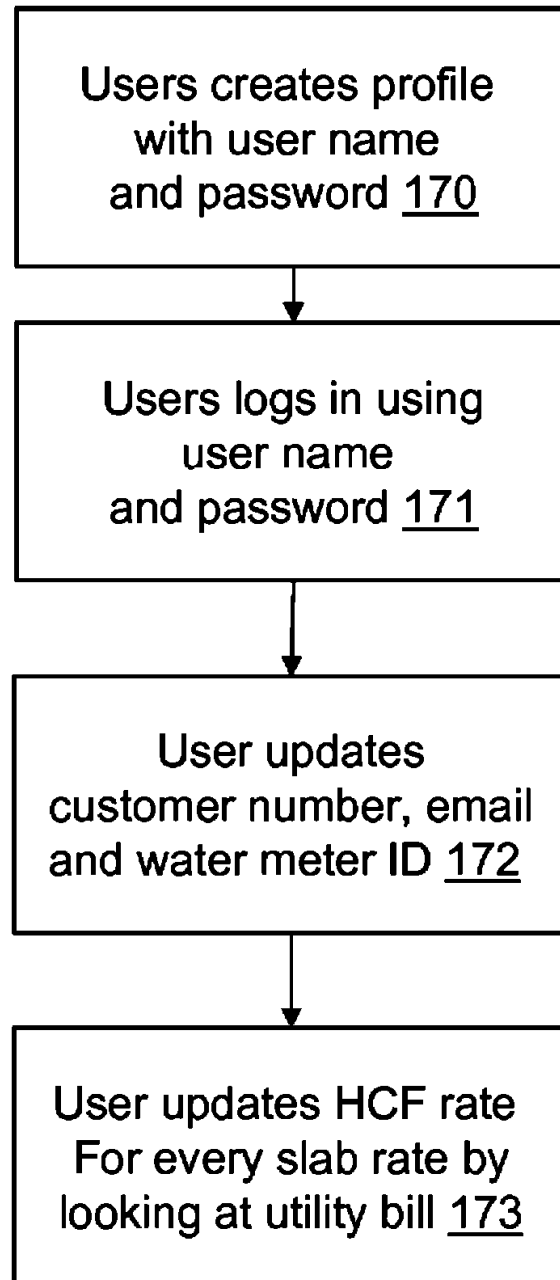 Users creates profile
with user name
and password 170
Users logs in using
user name
and password 171
User updates
customer number, email
and water meter ID 172
User updates HCF rate
For every slab rate by
looking at utility bill 173